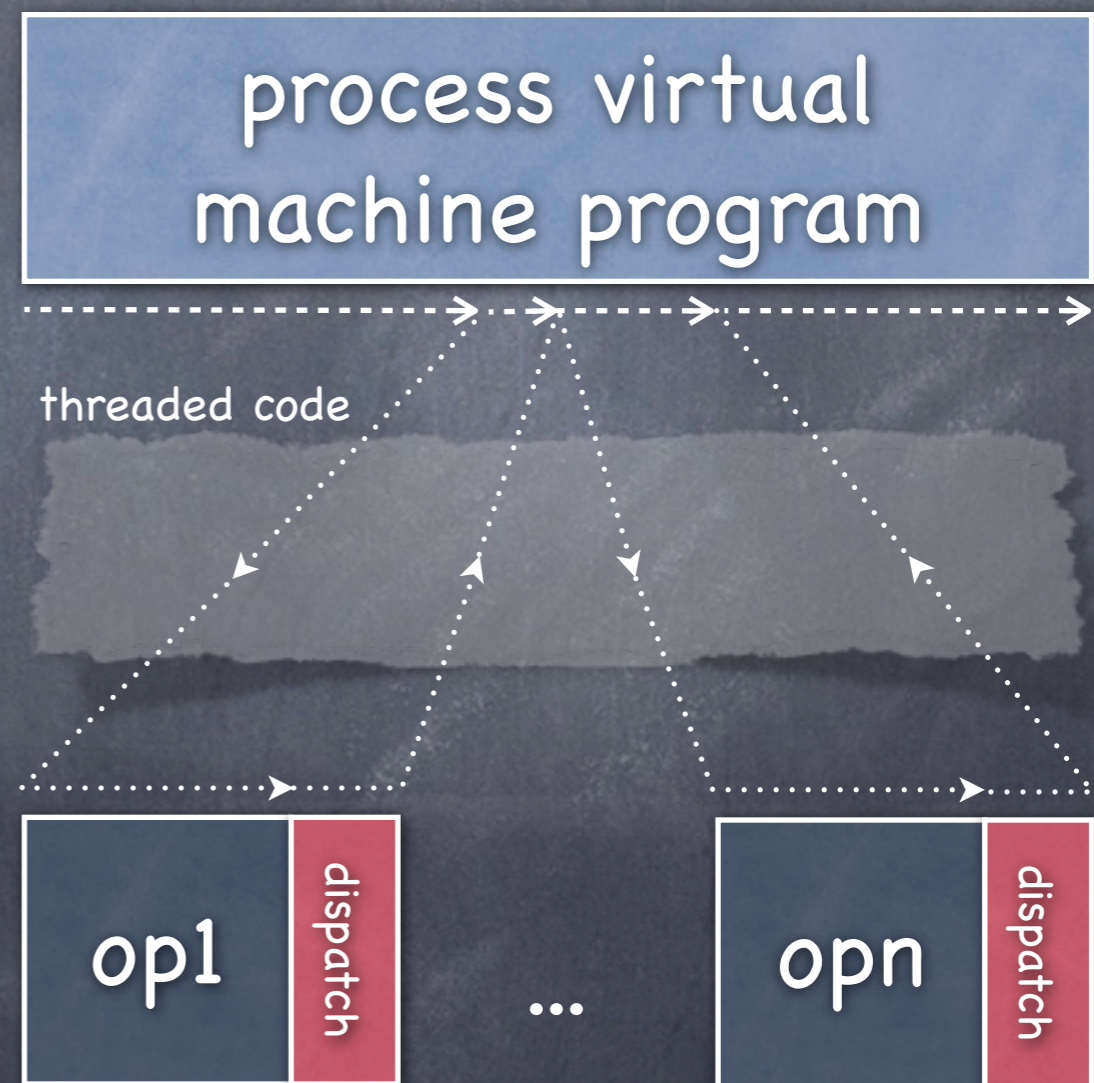 process virtual
machine program
threaded code
op1
dispatch
...
opn
dispatch